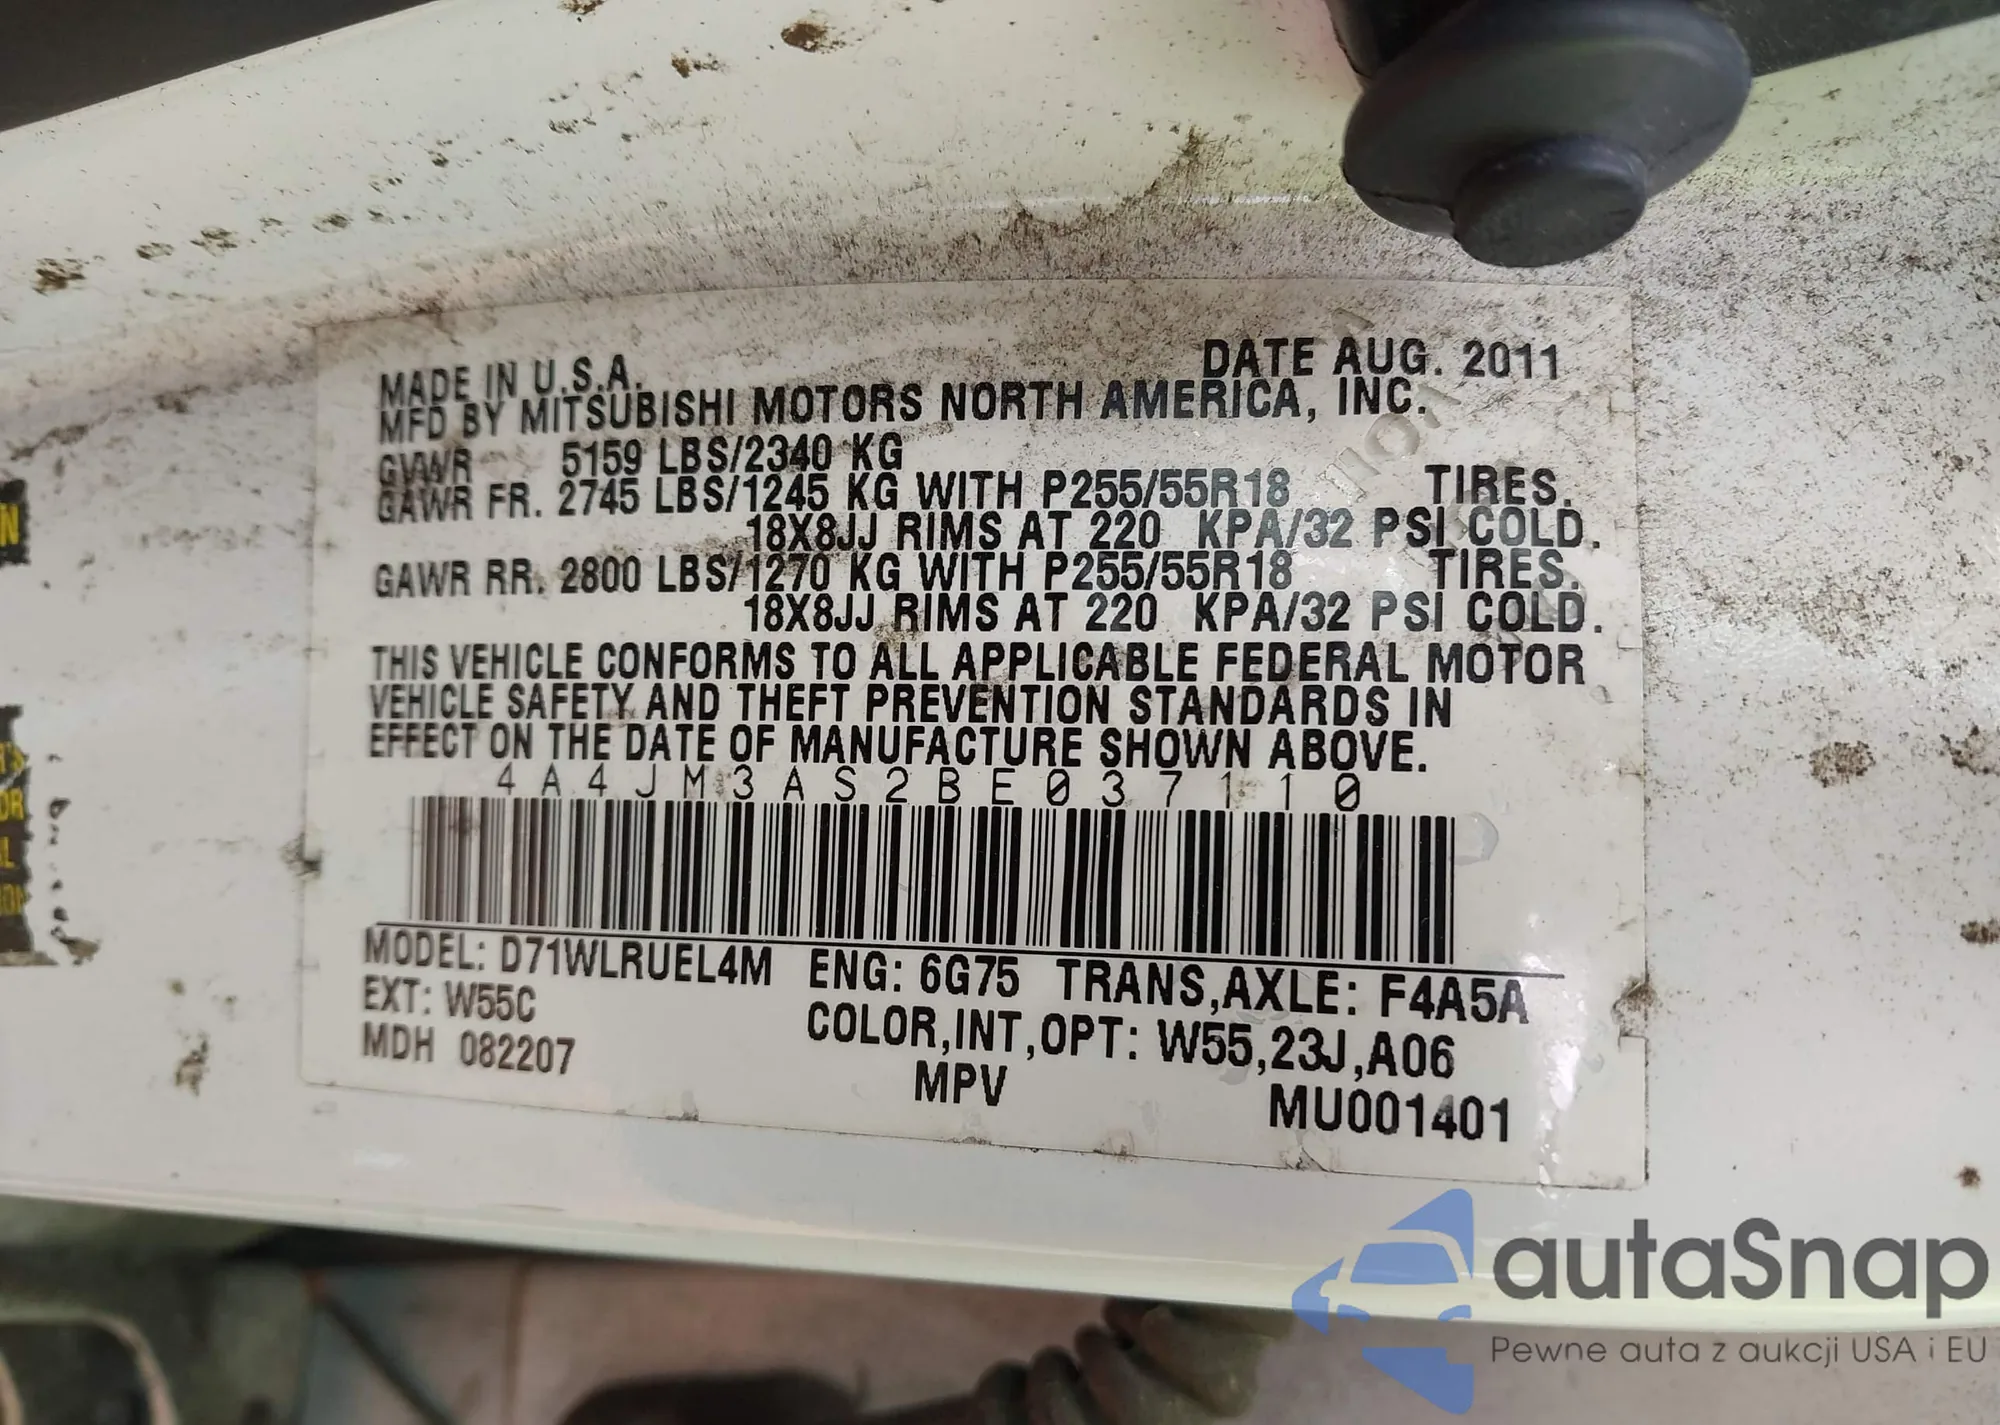 DATE AUG. 2011
MADE IN U.S.A.
MFD BY MITSUBISHI MOTORS NORTH AMERICA, INC.
GVWR 5159 LBS/2340 KG
GAWR FR. 2745 LBS/1245 KG WITH P255/55R18 TIRES.
18X8JJ RIMS AT 220 KPA/32 PSI COLD.
GAWR RR. 2800 LBS/1270 KG WITH P255/55R18 TIRES.
18X8JJ RIMS AT 220 KPA/32 PSI COLD.
THIS VEHICLE CONFORMS TO ALL APPLICABLE FEDERAL MOTOR
VEHICLE SAFETY AND THEFT PREVENTION STANDARDS IN
EFFECT ON THE DATE OF MANUFACTURE SHOWN ABOVE.
4A4JM3AS2BE037110
MODEL: D71WLRUEL4M ENG: 6G75 TRANS,AXLE: F4A5A
EXT: W55C COLOR,INT,OPT: W55,23J,A06
MDH 082207 MPV MU001401
autaSnap
Pewne auta z aukcji USA i EU